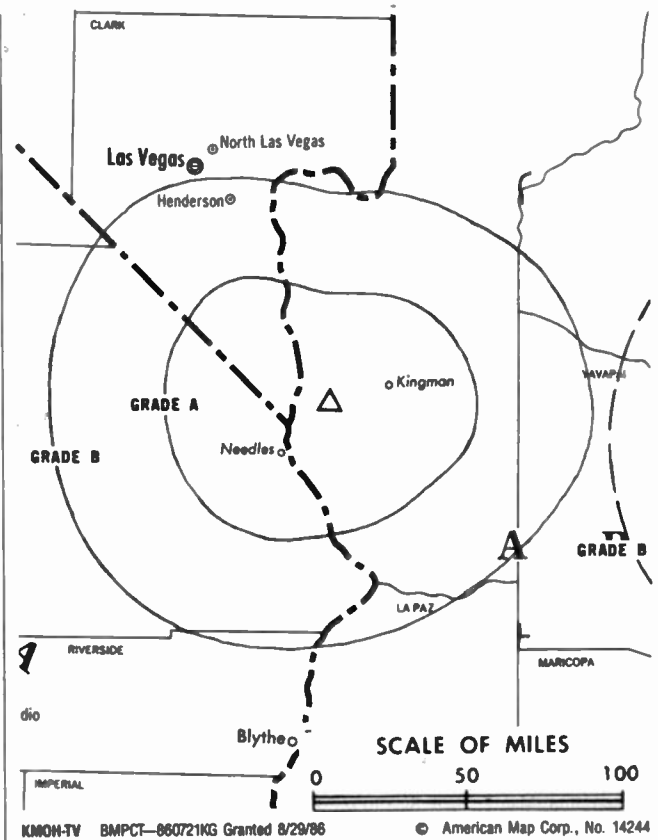 CLARK
North Las Vegas
Las Vegas
Henderson
Kingman
YAVAPAI
GRADE A
GRADE B
Needles
A
GRADE B
LA PAZ
RIVERSIDE
MARICOPA
dio
Blythe
SCALE OF MILES
0 50 100
IMPERIAL
KMOH-TV BMPCT—860721KG Granted 8/29/86 © American Map Corp., No. 14244